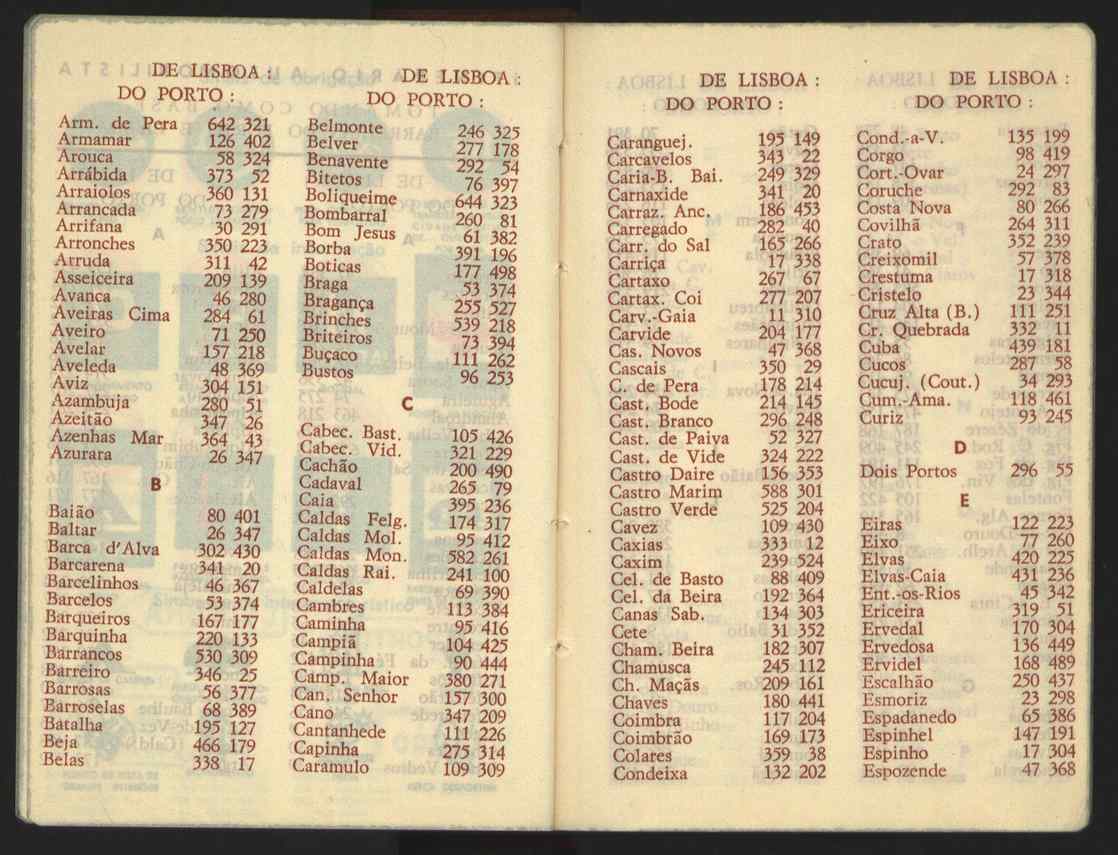 DE LISBOA :
DO PORTO :
Arm. de Pera 642 321
Armamar 126 402
Arouca 58 324
Arrábida 373 52
Arraiolos 360 131
Arrancada 73 279
Arrifana 30 291
Arronches 350 223
Arruda 311 42
Asseiceira 209 139
Avanca 46 280
Aveiras Cima 284 61
Aveiro 71 250
Avelar 157 218
Aveleda 48 369
Aviz 304 151
Azambuja 280 51
Azeitão 347 26
Azenhas Mar 364 43
Azurara 26 347
B
Baião 80 401
Baltar 26 347
Barca d'Alva 302 430
Barcarena 341 20
Barcelinhos 46 367
Barcelos 53 374
Barqueiros 167 177
Barquinha 220 133
Barrancos 530 309
Barreiro 346 25
Barrosas 56 377
Barroselas 68 389
Batalha 195 127
Beja 466 179
Belas 338 17
DE LISBOA :
DO PORTO :
Belmonte 246 325
Belver 277 178
Benavente 292 54
Bitetos 76 397
Boliqueime 644 323
Bombarral 260 81
Bom Jesus 61 382
Borba 391 196
Boticas 177 498
Braga 53 374
Bragança 255 527
Brinches 539 218
Briteiros 73 394
Buçaco 111 262
Bustos 96 253
C
Cabec. Bast. 105 426
Cabec. Vid. 321 229
Cachão 200 490
Cadaval 265 79
Caia 395 236
Caldas Felg. 174 317
Caldas Mol. 95 412
Caldas Mon. 582 261
Caldas Rai. 241 100
Caldelas 69 390
Cambres 113 384
Caminha 95 416
Campiã 104 425
Campinha 90 444
Camp. Maior 380 271
Can. Senhor 157 300
Cano 347 209
Cantanhede 111 226
Capinha 275 314
Caramulo 109 309
DE LISBOA :
DO PORTO :
Caranguej. 195 149
Carcavelos 343 22
Caria-B. Bai. 249 329
Carnaxide 341 20
Carraz. Anc. 186 453
Carregado 282 40
Carr. do Sal 165 266
Carriça 17 338
Cartaxo 267 67
Cartax. Coi 277 207
Carv.-Gaia 11 310
Carvide 204 177
Cas. Novos 47 368
Cascais 350 29
C. de Pera 178 214
Cast. Bode 214 145
Cast. Branco 296 248
Cast. de Paiva 52 327
Cast. de Vide 324 222
Castro Daire 156 353
Castro Marim 588 301
Castro Verde 525 204
Cavez 109 430
Caxias 333 12
Caxim 239 524
Cel. de Basto 88 409
Cel. da Beira 192 364
Canas Sab. 134 303
Cete 31 352
Cham. Beira 182 307
Chamusca 245 112
Ch. Maçãs 209 161
Chaves 180 441
Coimbra 117 204
Coimbrão 169 173
Colares 359 38
Condeixa 132 202
DE LISBOA :
DO PORTO :
Cond.-a-V. 135 199
Corgo 98 419
Cort.-Ovar 24 297
Coruche 292 83
Costa Nova 80 266
Covilhã 264 311
Crato 352 239
Creixomil 57 378
Crestuma 17 318
Cristelo 23 344
Cruz Alta (B.) 111 251
Cr. Quebrada 332 11
Cuba 439 181
Cucos 287 58
Cucuj. (Cout.) 34 293
Cum.-Ama. 118 461
Curiz 93 245
D
Dois Portos 296 55
E
Eiras 122 223
Eixo 77 260
Elvas 420 225
Elvas-Caia 431 236
Ent.-os-Rios 45 342
Ericeira 319 51
Ervedal 170 304
Ervedosa 136 449
Ervidel 168 489
Escalhão 250 437
Esmoriz 23 298
Espadanedo 65 386
Espinhel 147 191
Espinho 17 304
Espozende 47 368